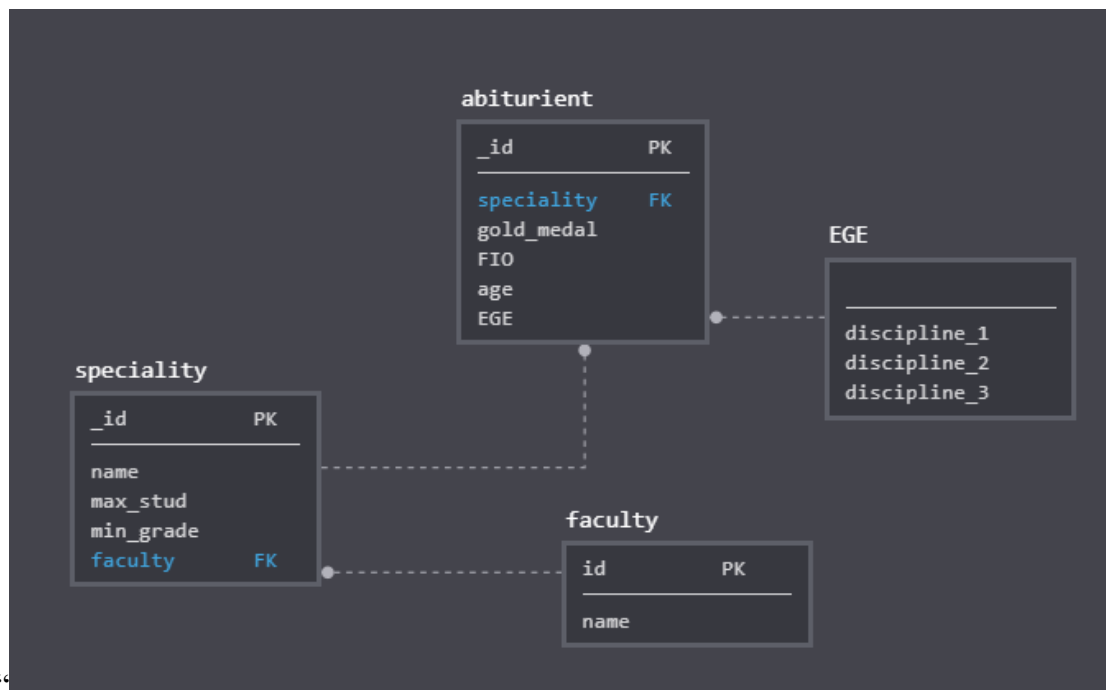 abiturient
_id PK
speciality FK
gold_medal
FIO
age
EGE
EGE
discipline_1
discipline_2
discipline_3
speciality
_id PK
name
max_stud
min_grade
faculty FK
faculty
id PK
name
“